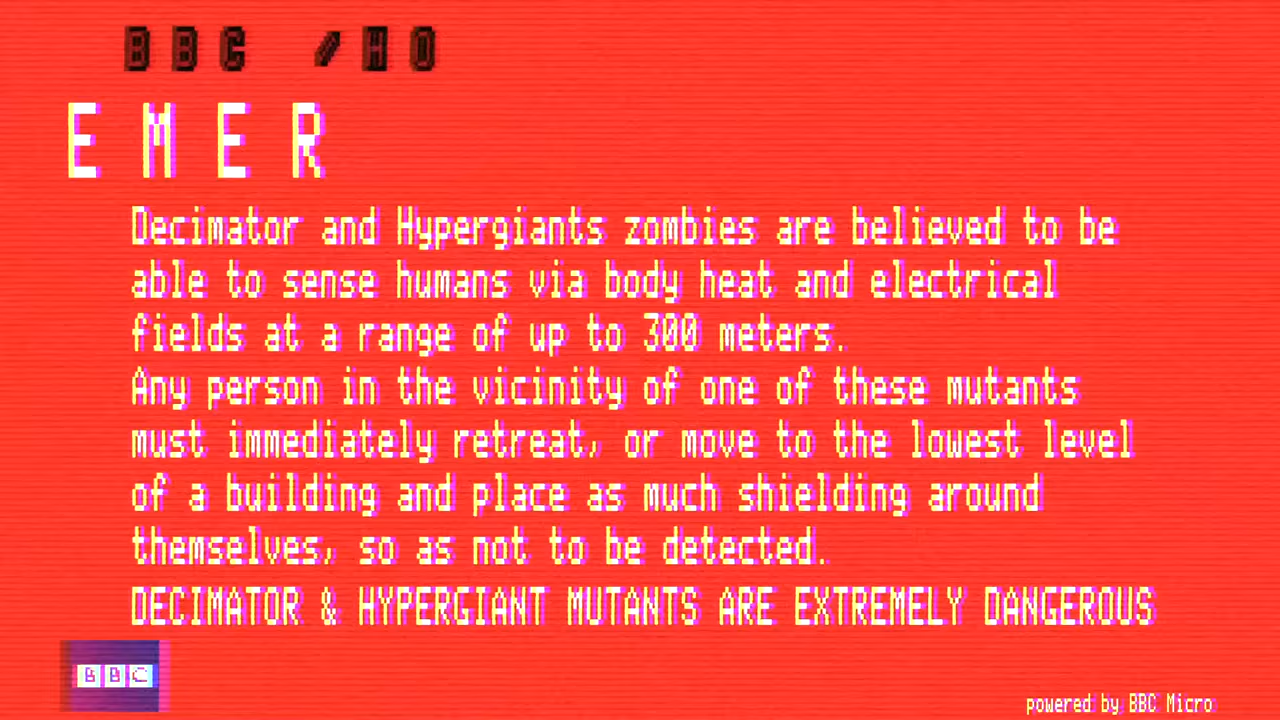 BBC /HO
EMER
Decimator and Hypergiants zombies are believed to be
able to sense humans via body heat and electrical
fields at a range of up to 300 meters.
Any person in the vicinity of one of these mutants
must immediately retreat, or move to the lowest level
of a building and place as much shielding around
themselves, so as not to be detected.
DECIMATOR & HYPERGIANT MUTANTS ARE EXTREMELY DANGEROUS
BBC
powered by BBC Micro